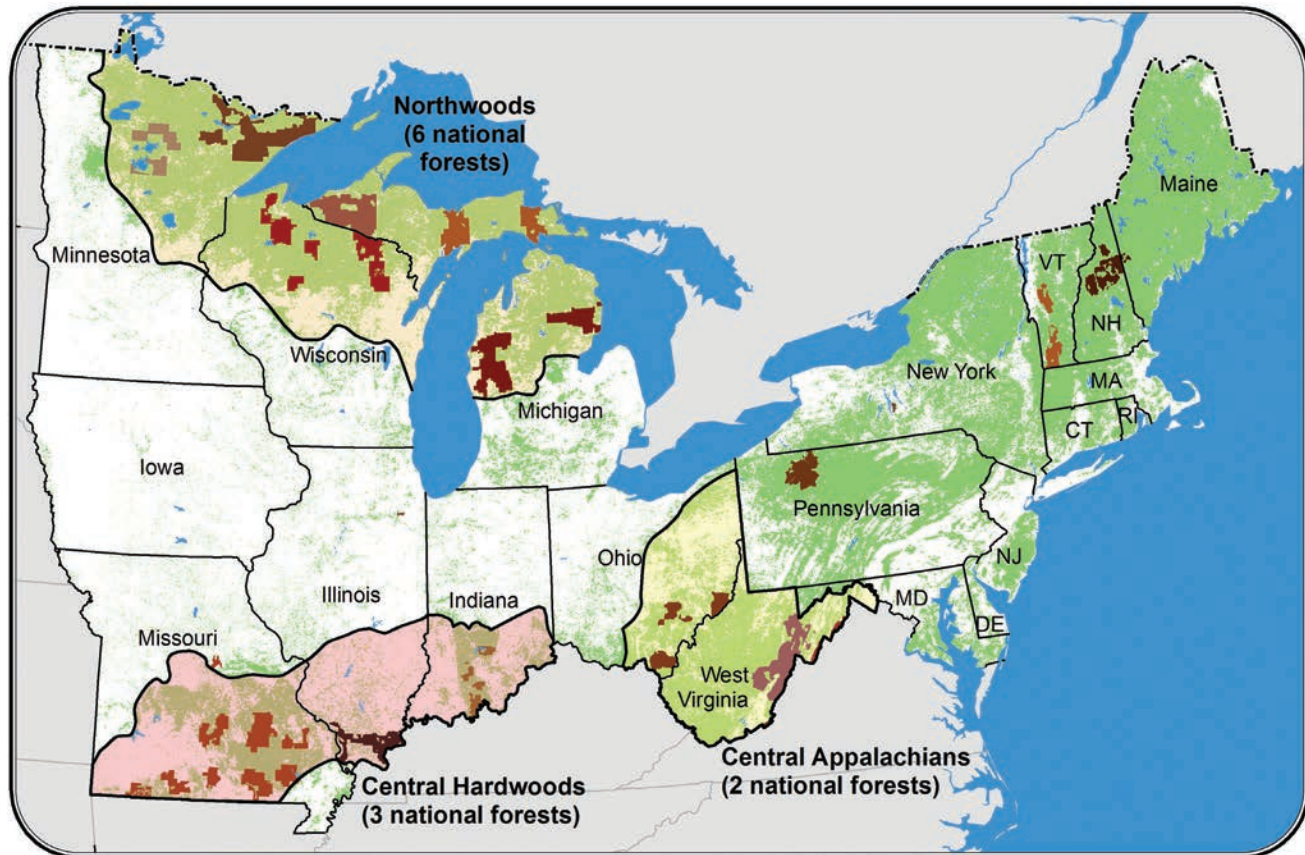 Northwoods
(6 national
forests)
Maine
Minnesota
VT
NH
Wisconsin
New York
MA
Michigan
CT
RI
Iowa
Pennsylvania
Ohio
NJ
Illinois
Indiana
MD
DE
Missouri
West
Virginia
Central Appalachians
(2 national forests)
Central Hardwoods
(3 national forests)